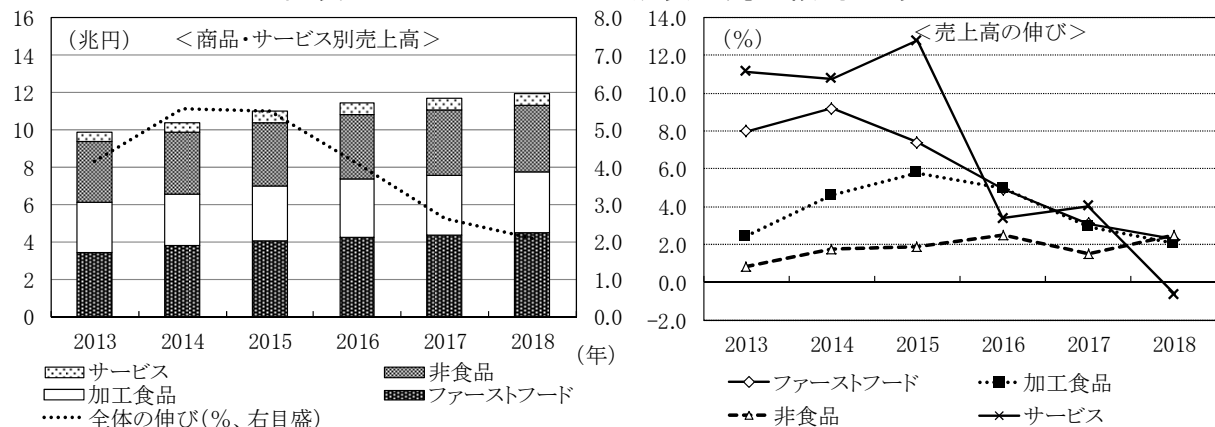 16
14
12
10
8
6
4
2
0
(兆円)
<商品・サービス別売上高>
8.0
7.0
6.0
5.0
4.0
3.0
2.0
1.0
0.0
2013 2014 2015 2016 2017 2018
(年)
サービス 非食品
加工食品 ファーストフード
全体の伸び(%、右目盛)
14.0
12.0
10.0
8.0
6.0
4.0
2.0
0.0
-2.0
(%)
<売上高の伸び>
2013 2014 2015 2016 2017 2018
ファーストフード 加工食品
非食品 サービス